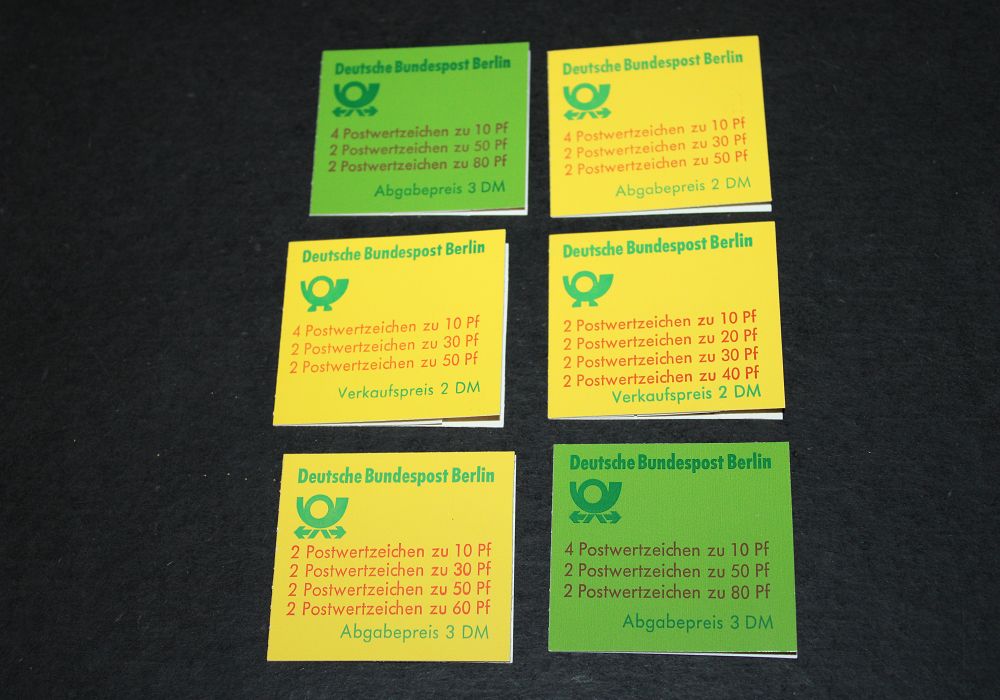 Deutsche Bundespost Berlin
4 Postwertzeichen zu 10 Pf
2 Postwertzeichen zu 50 Pf
2 Postwertzeichen zu 80 Pf
Abgabepreis 3 DM
Deutsche Bundespost Berlin
4 Postwertzeichen zu 10 Pf
2 Postwertzeichen zu 30 Pf
2 Postwertzeichen zu 50 Pf
Abgabepreis 2 DM
Deutsche Bundespost Berlin
4 Postwertzeichen zu 10 Pf
2 Postwertzeichen zu 30 Pf
2 Postwertzeichen zu 50 Pf
Verkaufspreis 2 DM
Deutsche Bundespost Berlin
2 Postwertzeichen zu 10 Pf
2 Postwertzeichen zu 20 Pf
2 Postwertzeichen zu 30 Pf
2 Postwertzeichen zu 40 Pf
Verkaufspreis 2 DM
Deutsche Bundespost Berlin
2 Postwertzeichen zu 10 Pf
2 Postwertzeichen zu 30 Pf
2 Postwertzeichen zu 50 Pf
2 Postwertzeichen zu 60 Pf
Abgabepreis 3 DM
Deutsche Bundespost Berlin
4 Postwertzeichen zu 10 Pf
2 Postwertzeichen zu 50 Pf
2 Postwertzeichen zu 80 Pf
Abgabepreis 3 DM